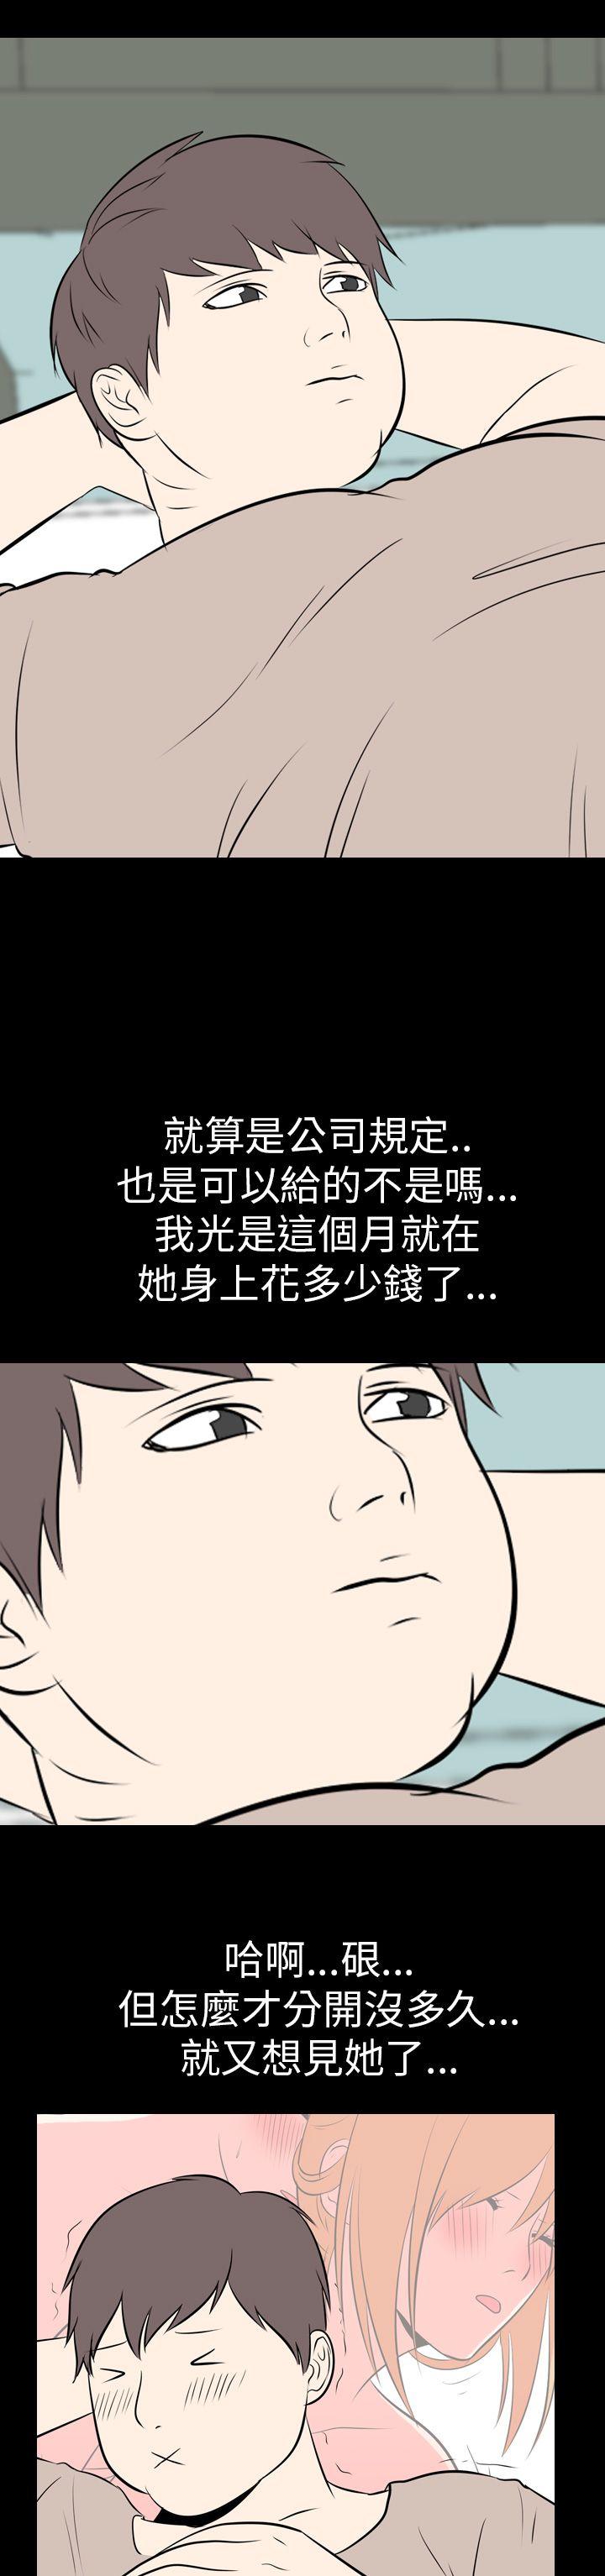 就算是公司規定..
也是可以給的不是嗎...
我光是這個月就在
她身上花多少錢了...
哈啊...硍...
但怎麼才分開沒多久...
就又想見她了...